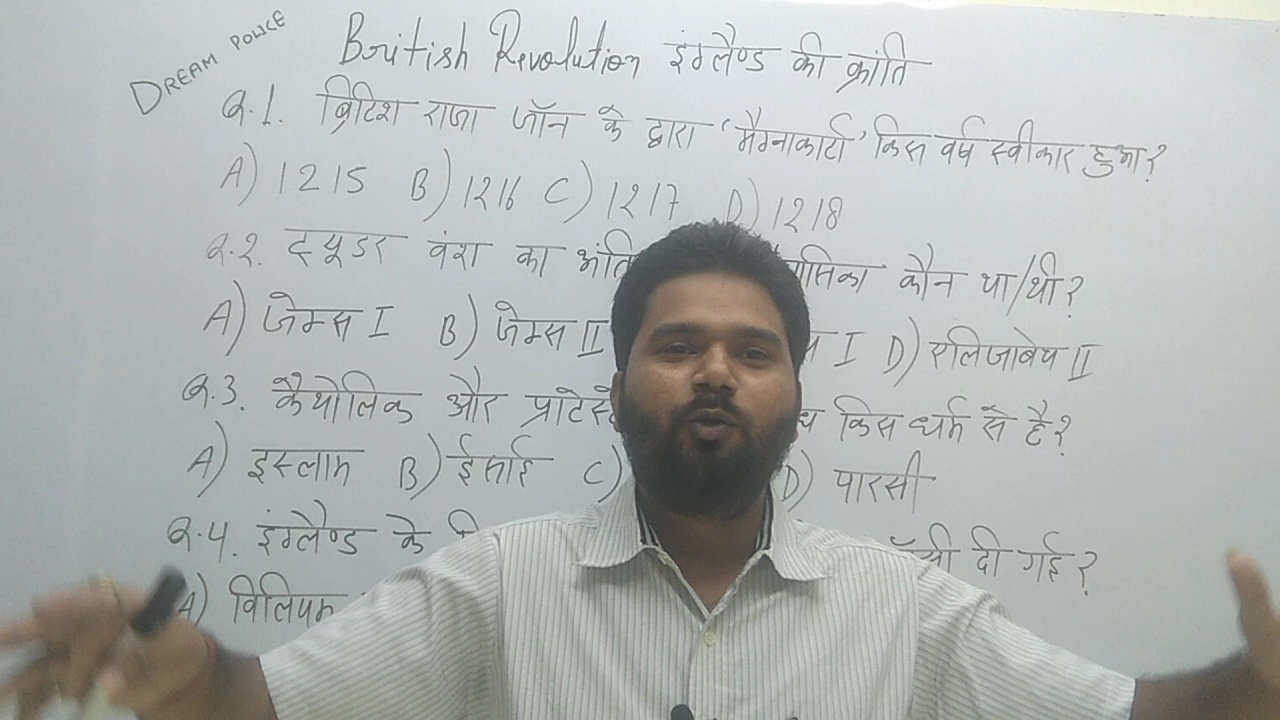 DREAM POLICE
British Revolution इंग्लैण्ड की क्रांति
Q.1. ब्रिटिश राजा जॉन के द्वारा 'मैग्नाकार्टा' किस वर्ष स्वीकार हुआ?
A) 1215 B) 1216 C) 1217 D) 1218
Q.2. ट्यूडर वंश का कौन था/थी?
A) जेम्स I B) जेम्स II I D) एलिजाबेथ II
Q.3. कैथोलिक और किस धर्म से है?
A) इस्लाम B) ईसाई C) D) पारसी
Q.4. इंग्लैण्ड के दी गई?
A) विलियम